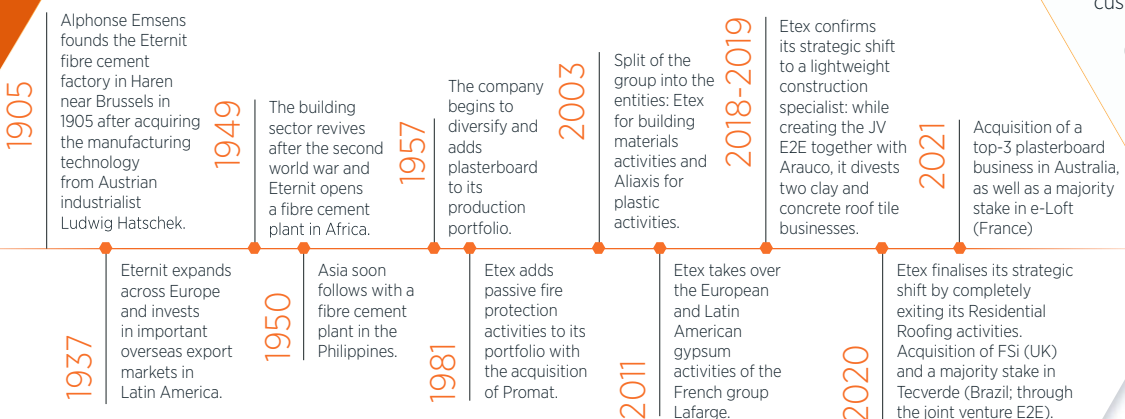 cus
1905
Alphonse Emsens
founds the Eternit
fibre cement
factory in Haren
near Brussels in
1905 after acquiring
the manufacturing
technology
from Austrian
industrialist
Ludwig Hatschek.
1937
Eternit expands
across Europe
and invests
in important
overseas export
markets in
Latin America.
1949
The building
sector revives
after the second
world war and
Eternit opens
a fibre cement
plant in Africa.
1950
Asia soon
follows with a
fibre cement
plant in the
Philippines.
1957
The company
begins to
diversify and
adds
plasterboard
to its
production
portfolio.
1981
Etex adds
passive fire
protection
activities to its
portfolio with
the acquisition
of Promat.
2003
Split of the
group into the
entities: Etex
for building
materials
activities and
Aliaxis for
plastic
activities.
2011
Etex takes over
the European
and Latin
American
gypsum
activities of the
French group
Lafarge.
2018-2019
Etex confirms
its strategic shift
to a lightweight
construction
specialist: while
creating the JV
E2E together with
Arauco, it divests
two clay and
concrete roof tile
businesses.
2020
Etex finalises its strategic
shift by completely
exiting its Residential
Roofing activities.
Acquisition of FSi (UK)
and a majority stake in
Tecverde (Brazil; through
the joint venture E2E).
2021
Acquisition of a
top-3 plasterboard
business in Australia,
as well as a majority
stake in e-Loft
(France)